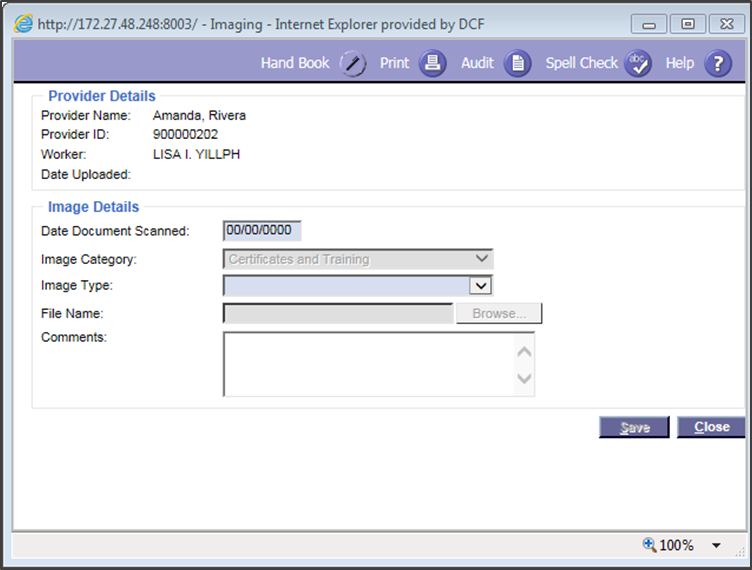 http://172.27.48.248:8003/ - Imaging - Internet Explorer provided by DCF
Hand Book Print Audit Spell Check abc Help ?
Provider Details
Provider Name: Amanda, Rivera
Provider ID: 900000202
Worker: LISA I. YILLPH
Date Uploaded:
Image Details
Date Document Scanned: 00/00/0000
Image Category: Certificates and Training
Image Type:
File Name: Browse...
Comments:
Save Close
100%